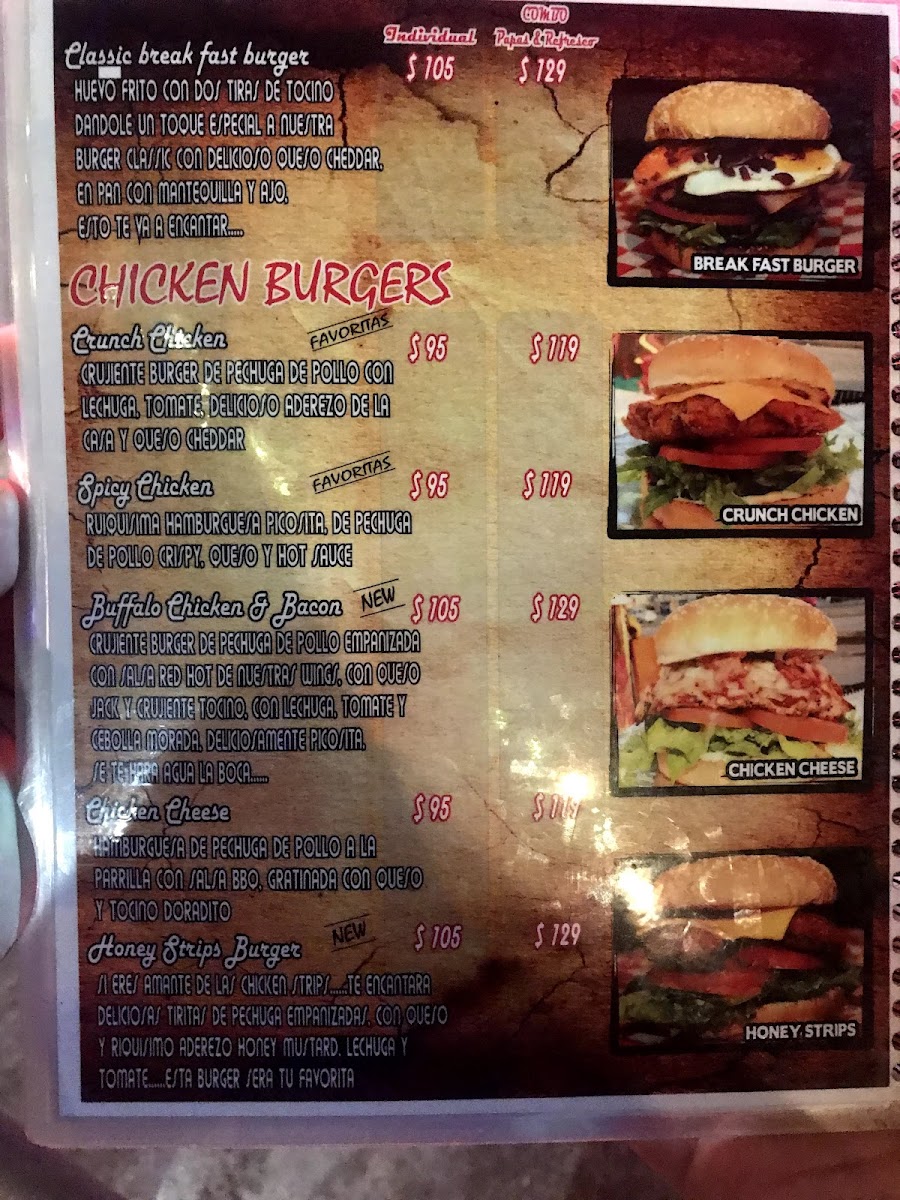 COMBO
Individual Papas & Refresco
Classic break fast burger $ 105 $ 129
HUEVO FRITO CON DOS TIRAS DE TOCINO
DANDOLE UN TOQUE ESPECIAL A NUESTRA
BURGER CLASSIC CON DELICIOSO QUESO CHEDDAR,
EN PAN CON MANTEQUILLA Y AJO,
ESTO TE VA A ENCANTAR.....
BREAK FAST BURGER
CHICKEN BURGERS
Crunch Chicken FAVORITAS $ 95 $ 119
CRUJIENTE BURGER DE PECHUGA DE POLLO CON
LECHUGA, TOMATE, DELICIOSO ADEREZO DE LA
CASA Y QUESO CHEDDAR
CRUNCH CHICKEN
Spicy Chicken FAVORITAS $ 95 $ 119
RUIQUISIMA HAMBURGUESA PICOSITA, DE PECHUGA
DE POLLO CRISPY, QUESO Y HOT SAUCE
Buffalo Chicken & Bacon NEW $ 105 $ 129
CRUJIENTE BURGER DE PECHUGA DE POLLO EMPANIZADA
CON SALSA RED HOT DE NUESTRAS WINGS, CON QUESO
JACK Y CRUJIENTE TOCINO, CON LECHUGA, TOMATE Y
CEBOLLA MORADA, DELICIOSAMENTE PICOSITA,
SE TE HARA AGUA LA BOCA.....
CHICKEN CHEESE
Chicken Cheese $ 95 $ 119
HAMBURGUESA DE PECHUGA DE POLLO A LA
PARRILLA CON SALSA BBQ, GRATINADA CON QUESO
Y TOCINO DORADITO
Honey Strips Burger NEW $ 105 $ 129
SI ERES AMANTE DE LAS CHICKEN STRIPS.....TE ENCANTARA
DELICIOSAS TIRITAS DE PECHUGA EMPANIZADAS, CON QUESO
Y RIQUISIMO ADEREZO HONEY MUSTARD, LECHUGA Y
TOMATE.....ESTA BURGER SERA TU FAVORITA
HONEY STRIPS